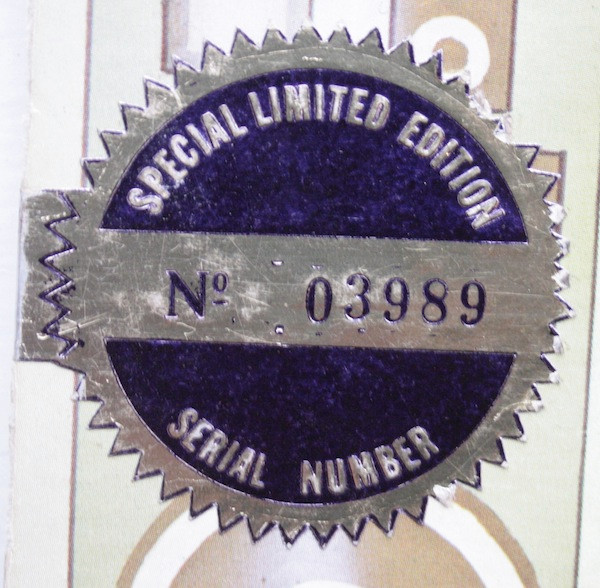 SPECIAL LIMITED EDITION
Nº 03989
SERIAL NUMBER